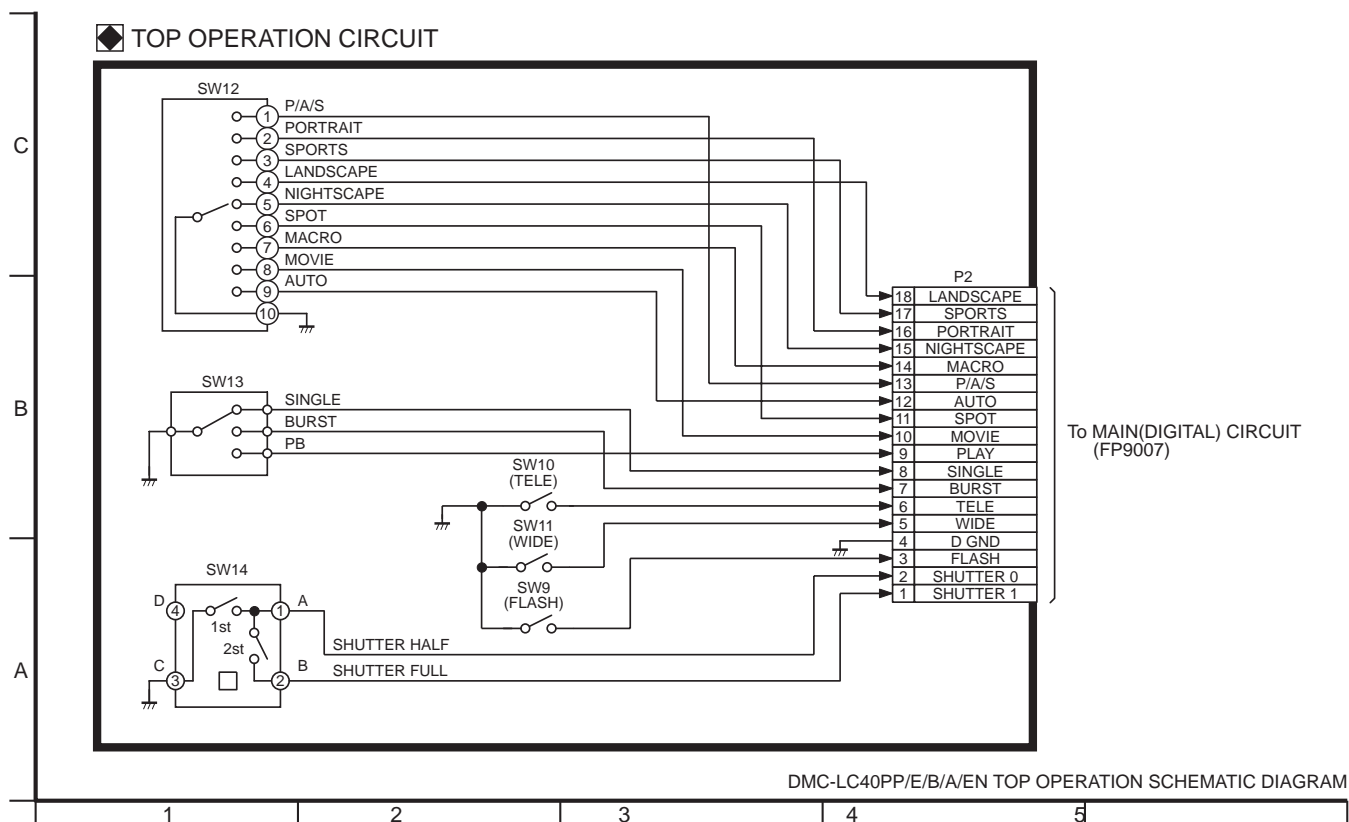 TOP OPERATION CIRCUIT
C
SW12
1 P/A/S
2 PORTRAIT
3 SPORTS
4 LANDSCAPE
5 NIGHTSCAPE
6 SPOT
7 MACRO
8 MOVIE
9 AUTO
10
P2
18 LANDSCAPE
17 SPORTS
16 PORTRAIT
15 NIGHTSCAPE
14 MACRO
13 P/A/S
12 AUTO
11 SPOT
10 MOVIE
9 PLAY
8 SINGLE
7 BURST
6 TELE
5 WIDE
4 D GND
3 FLASH
2 SHUTTER 0
1 SHUTTER 1
To MAIN(DIGITAL) CIRCUIT
(FP9007)
B
SW13
SINGLE
BURST
PB
SW10
(TELE)
SW11
(WIDE)
SW9
(FLASH)
A
SW14
D 4
1 A
1st
2st
C 3
2 B
SHUTTER HALF
SHUTTER FULL
DMC-LC40PP/E/B/A/EN TOP OPERATION SCHEMATIC DIAGRAM
1 2 3 4 5